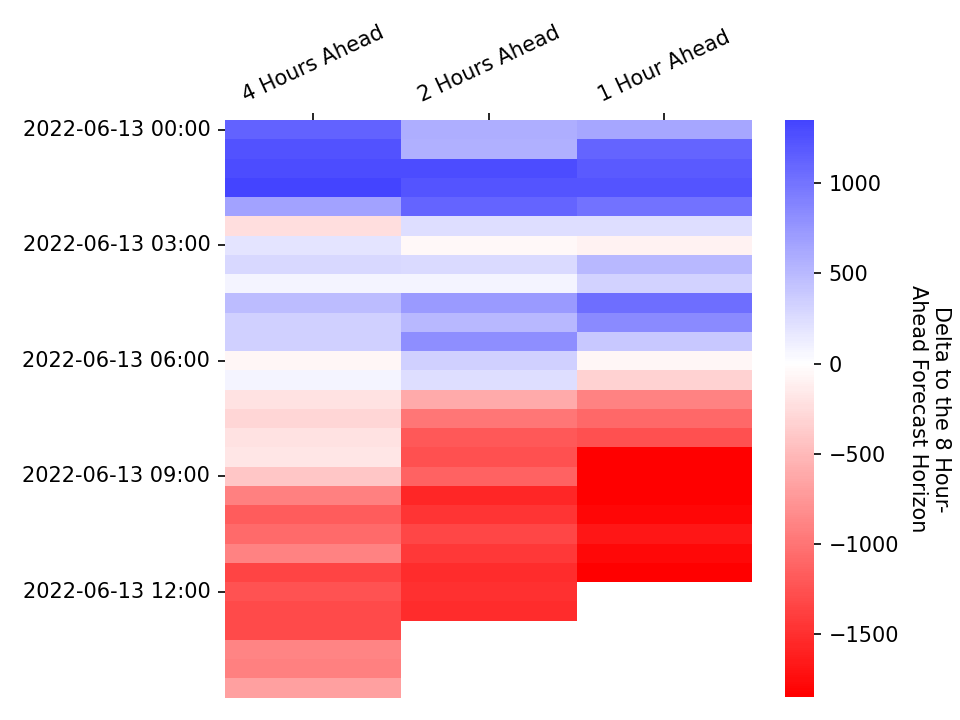 4 Hours Ahead
2 Hours Ahead
1 Hour Ahead
2022-06-13 00:00
2022-06-13 03:00
2022-06-13 06:00
2022-06-13 09:00
2022-06-13 12:00
1000
500
0
−500
−1000
−1500
Delta to the 8 Hour-
Ahead Forecast Horizon